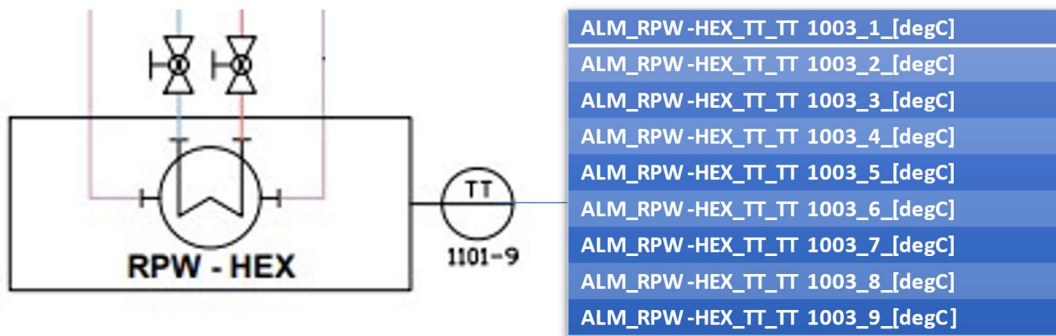 RPW - HEX
TT
1101-9
ALM_RPW -HEX_TT_TT 1003_1_[degC]
ALM_RPW -HEX_TT_TT 1003_2_[degC]
ALM_RPW -HEX_TT_TT 1003_3_[degC]
ALM_RPW -HEX_TT_TT 1003_4_[degC]
ALM_RPW -HEX_TT_TT 1003_5_[degC]
ALM_RPW -HEX_TT_TT 1003_6_[degC]
ALM_RPW -HEX_TT_TT 1003_7_[degC]
ALM_RPW -HEX_TT_TT 1003_8_[degC]
ALM_RPW -HEX_TT_TT 1003_9_[degC]